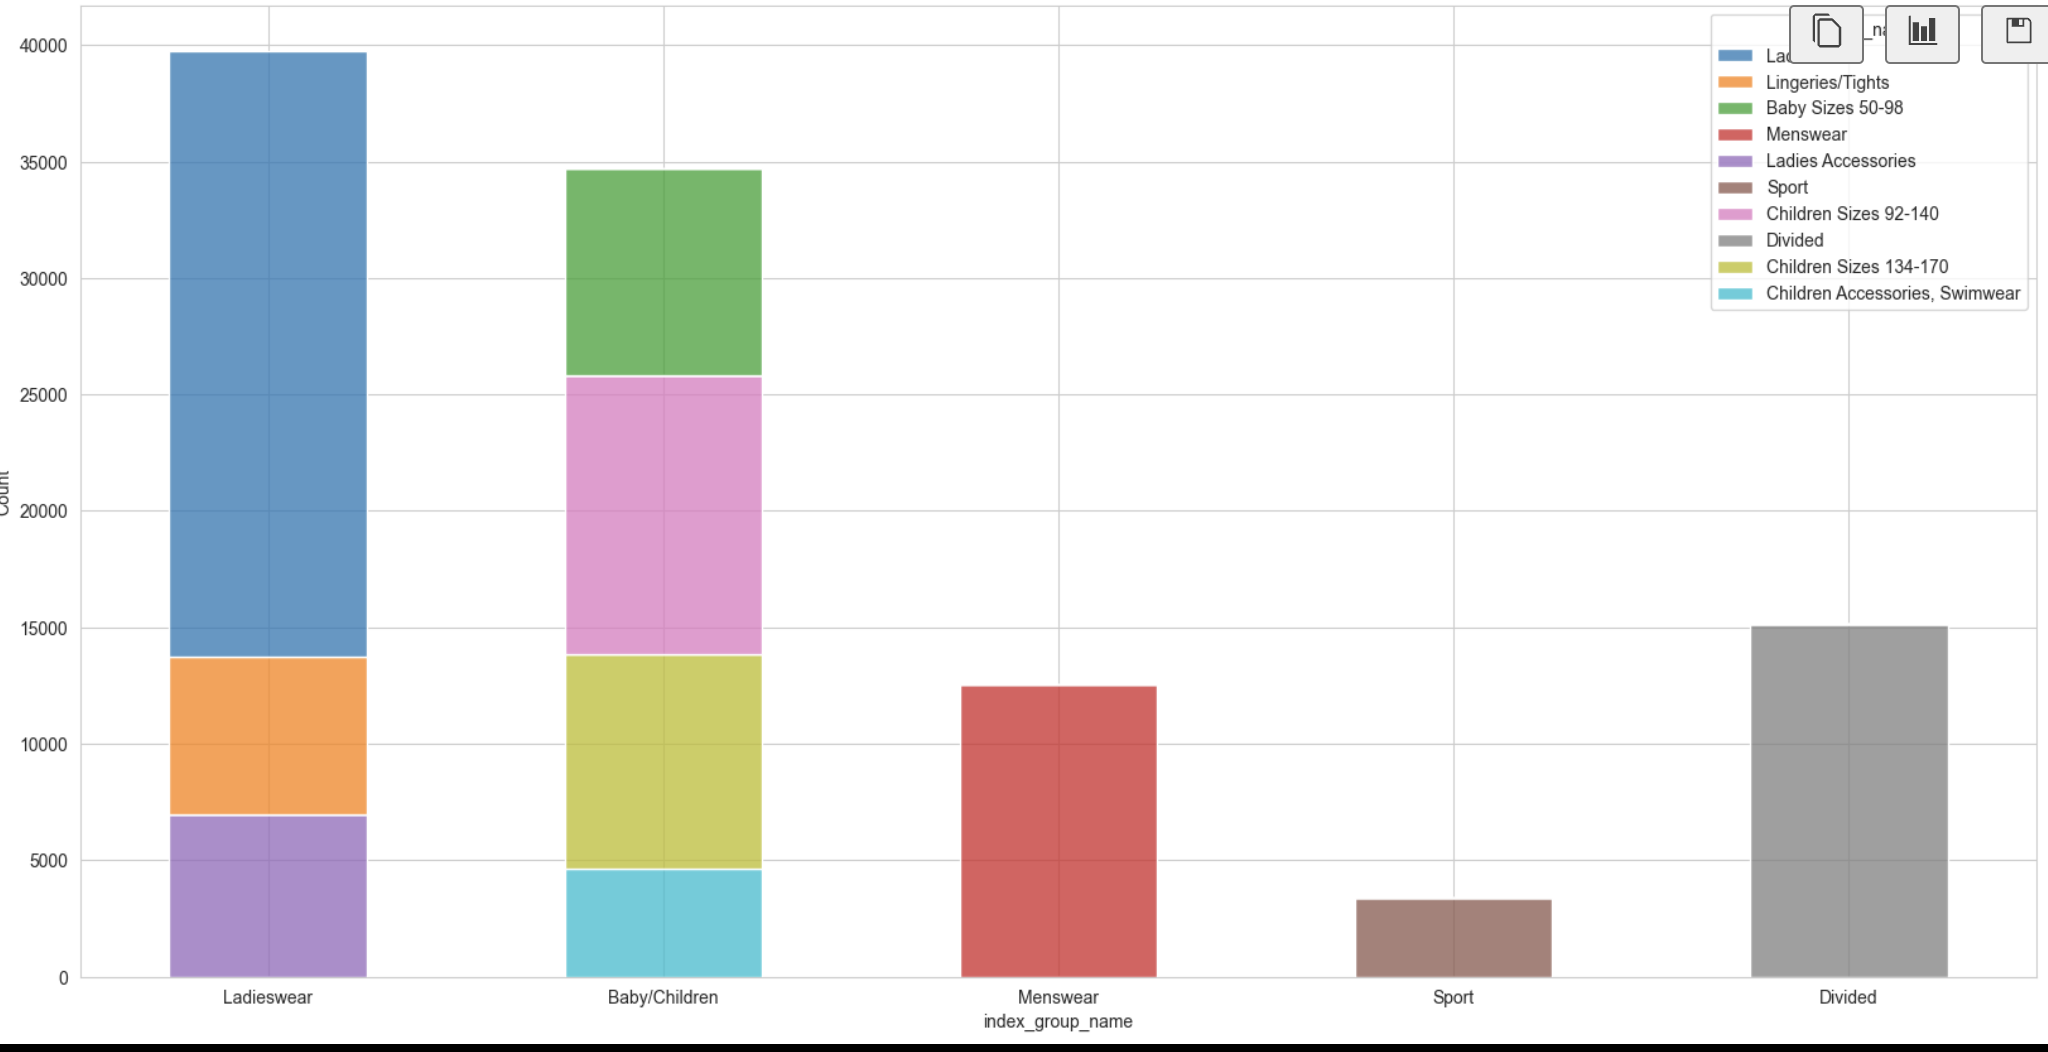 40000
35000
30000
25000
20000
15000
10000
5000
0
Count
Ladieswear
Baby/Children
Menswear
Sport
Divided
index_group_name
Lingeries/Tights
Baby Sizes 50-98
Menswear
Ladies Accessories
Sport
Children Sizes 92-140
Divided
Children Sizes 134-170
Children Accessories, Swimwear